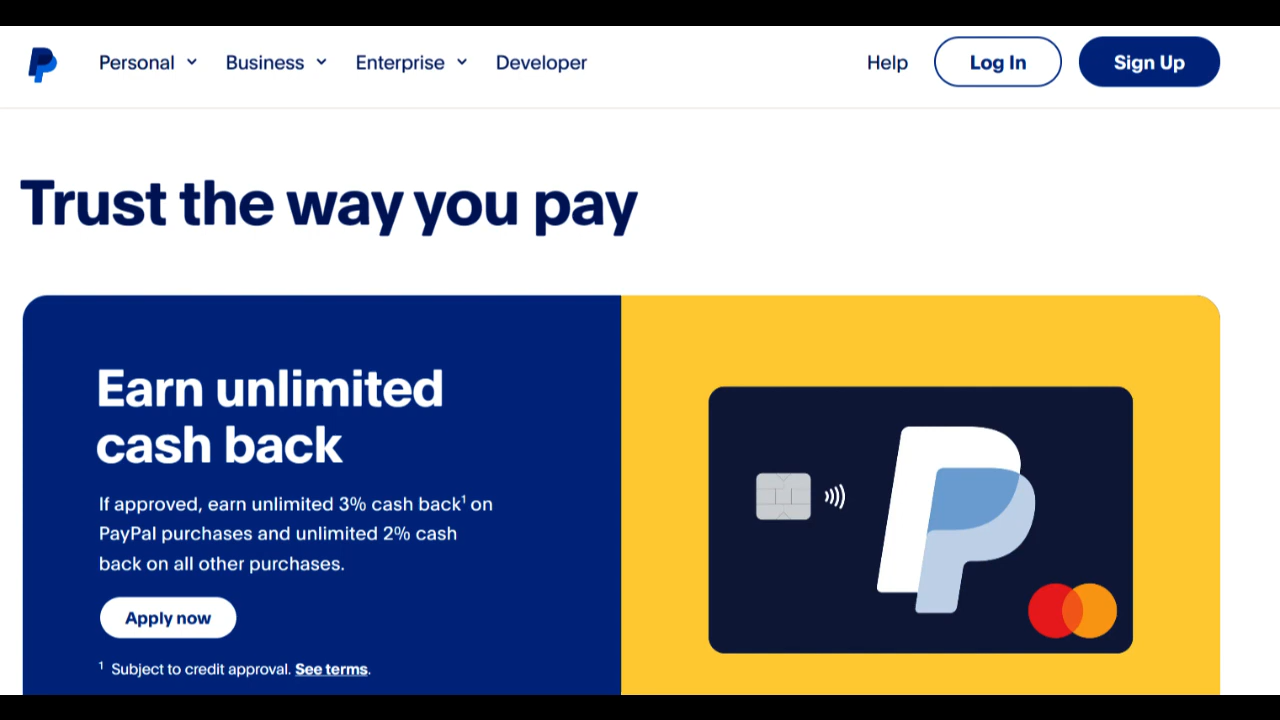 Personal Business Enterprise Developer Help Log In Sign Up
Trust the way you pay
Earn unlimited
cash back
If approved, earn unlimited 3% cash back¹ on
PayPal purchases and unlimited 2% cash
back on all other purchases.
Apply now
¹ Subject to credit approval. See terms.